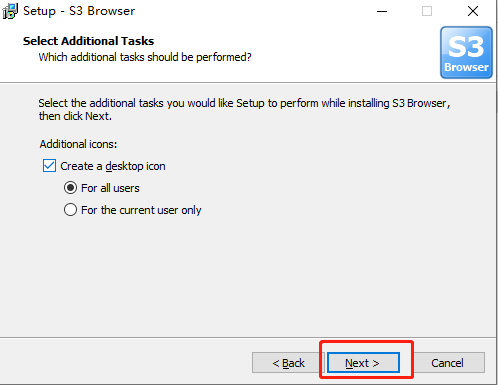 Setup - S3 Browser
Select Additional Tasks
Which additional tasks should be performed?
S3
Browser
Select the additional tasks you would like Setup to perform while installing S3 Browser,
then click Next.
Additional icons:
Create a desktop icon
For all users
For the current user only
< Back
Next >
Cancel